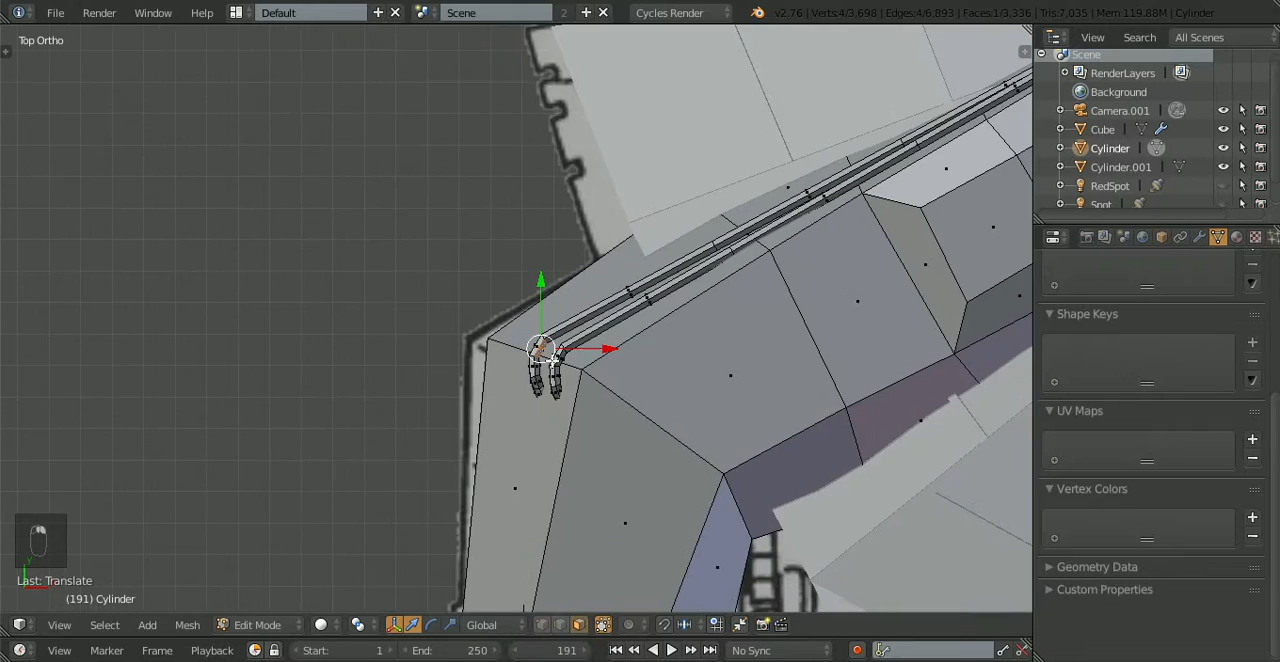 File Render Window Help Default Scene 2 Cycles Render v2.76 | Verts:4/3,698 | Edges:4/6,893 | Faces:1/3,336 | Tris:7,035 | Mem:119.88M | Cylinder
Top Ortho
View Search All Scenes
Scene
RenderLayers
Background
Camera.001
Cube
Cylinder
Cylinder.001
RedSpot
Spot
Shape Keys
UV Maps
Vertex Colors
Geometry Data
Custom Properties
y
Last: Translate
(191) Cylinder
View Select Add Mesh Edit Mode Global
View Marker Frame Playback Start: 1 End: 250 191 No Sync